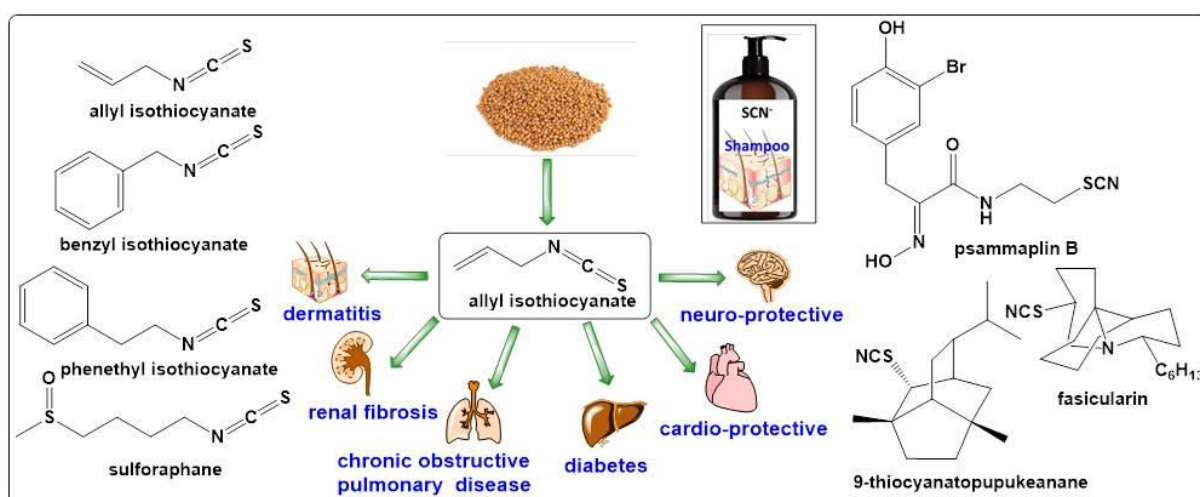 N
C
S
allyl isothiocyanate
N
C
S
benzyl isothiocyanate
N
C
S
phenethyl isothiocyanate
O
S
N
C
S
sulforaphane
SCN-
Shampoo
N
C
S
allyl isothiocyanate
dermatitis
renal fibrosis
chronic obstructive
pulmonary disease
diabetes
cardio-protective
neuro-protective
OH
Br
O
N
H
SCN
N
HO
psammaplin B
NCS
N
C6H13
fasicularin
NCS
9-thiocyanatopupukeanane